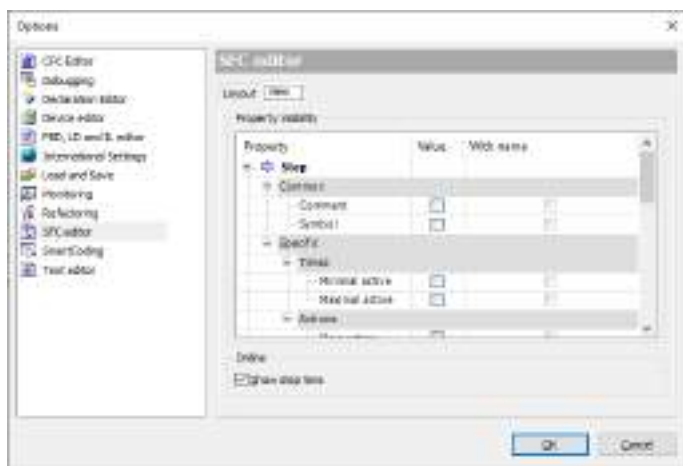 Options
CFC Editor
Debugging
Declaration Editor
Device editor
FBD, LD and IL editor
International Settings
Load and Save
Monitoring
Refactoring
SFC editor
SmartCoding
Text editor
SFC editor
Layout View
Property visibility
Property Value With name
Step
Common
Comment
Symbol
Specific
Times
Minimal active
Maximal active
Actions
Online
Show step time
OK Cancel